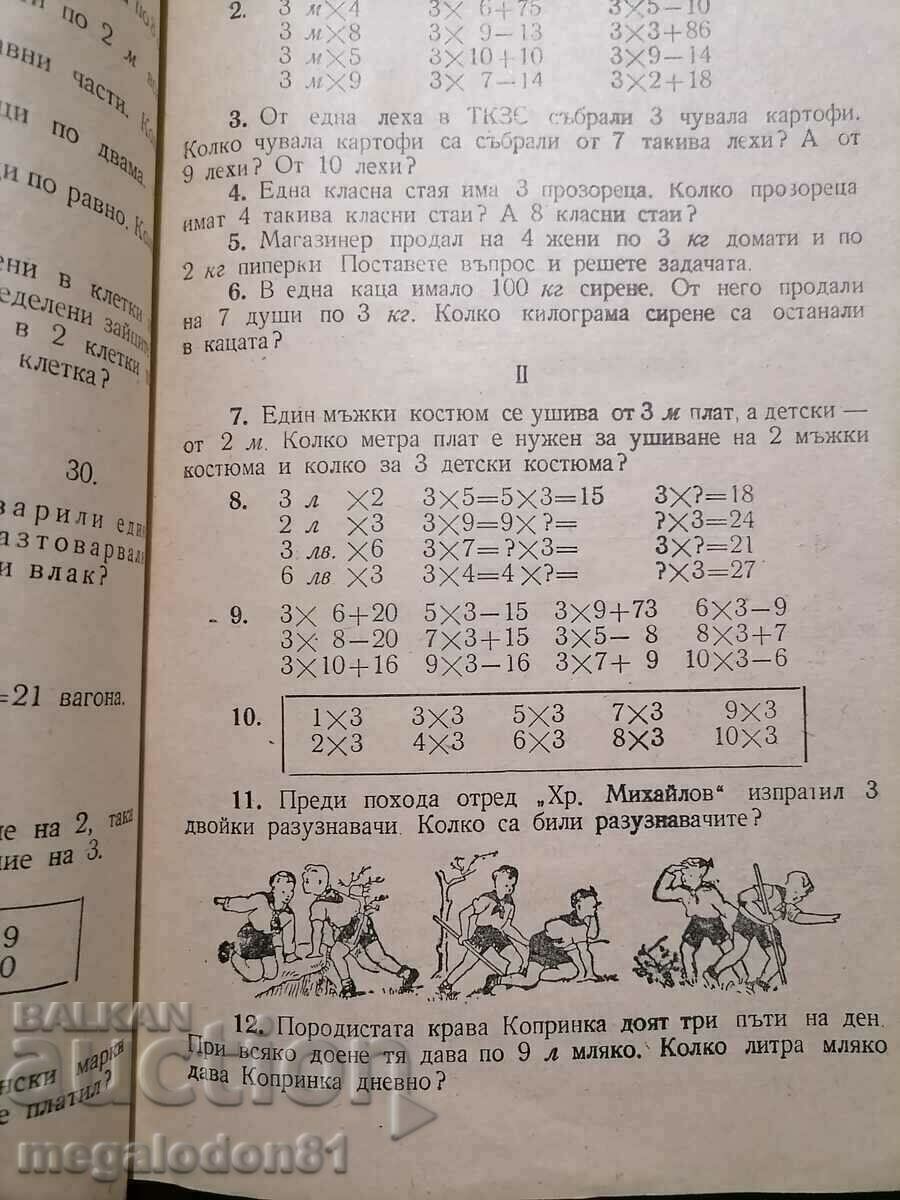 по 2 м
вни части.
ци по двама.
и по равно.
ени в клетки
еделени зайц
в 2 клетки
клетка?
30.
варили един
азтоварвал
и влак?
=21 вагона.
е на 2, така
ние на 3.
9
0
нски марки
е платил?
2. 3 м×4 3× 6+75 3×5−10
3 м×8 3× 9−13 3×3+86
3 м×5 3×10+10 3×9−14
3 м×9 3× 7−14 3×2+18
3. От една леха в ТКЗС събрали 3 чувала картофи.
Колко чувала картофи са събрали от 7 такива лехи? А от
9 лехи? От 10 лехи?
4. Една класна стая има 3 прозореца. Колко прозореца
имат 4 такива класни стаи? А 8 класни стаи?
5. Магазинер продал на 4 жени по 3 кг домати и по
2 кг пиперки Поставете въпрос и решете задачата.
6. В една каца имало 100 кг сирене. От него продали
на 7 души по 3 кг. Колко килограма сирене са останали
в кацата?
II
7. Един мъжки костюм се ушива от 3 м плат, а детски —
от 2 м. Колко метра плат е нужен за ушиване на 2 мъжки
костюма и колко за 3 детски костюма?
8. 3 л ×2 3×5=5×3=15 3×?=18
2 л ×3 3×9=9×?= ?×3=24
3 лв. ×6 3×7=?×3= 3×?=21
6 лв ×3 3×4=4×?= ?×3=27
9. 3× 6+20 5×3−15 3×9+73 6×3−9
3× 8−20 7×3+15 3×5− 8 8×3+7
3×10+16 9×3−16 3×7+ 9 10×3−6
10. 1×3 3×3 5×3 7×3 9×3
2×3 4×3 6×3 8×3 10×3
11. Преди похода отред „Хр. Михайлов“ изпратил 3
двойки разузнавачи. Колко са били разузнавачите?
12. Породистата крава Копринка доят три пъти на ден.
При всяко доене тя дава по 9 л мляко. Колко литра мляко
дава Копринка дневно?
BALKAN
auction
megalodon81